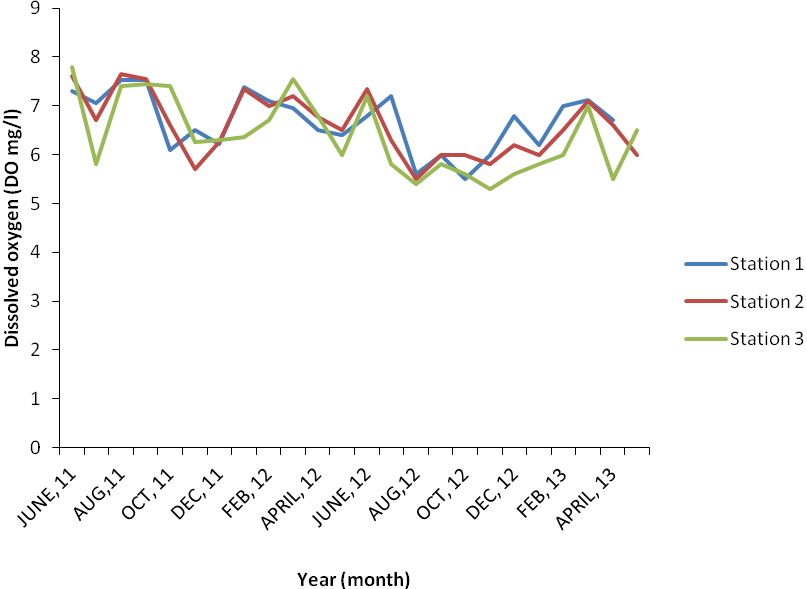 9
8
7
6
5
4
3
2
1
0
Dissolved oxygen (DO mg/l)
JUNE, 11
AUG,11
OCT, 11
DEC, 11
FEB, 12
APRIL, 12
JUNE, 12
AUG,12
OCT, 12
DEC, 12
FEB, 13
APRIL, 13
Year (month)
Station 1
Station 2
Station 3